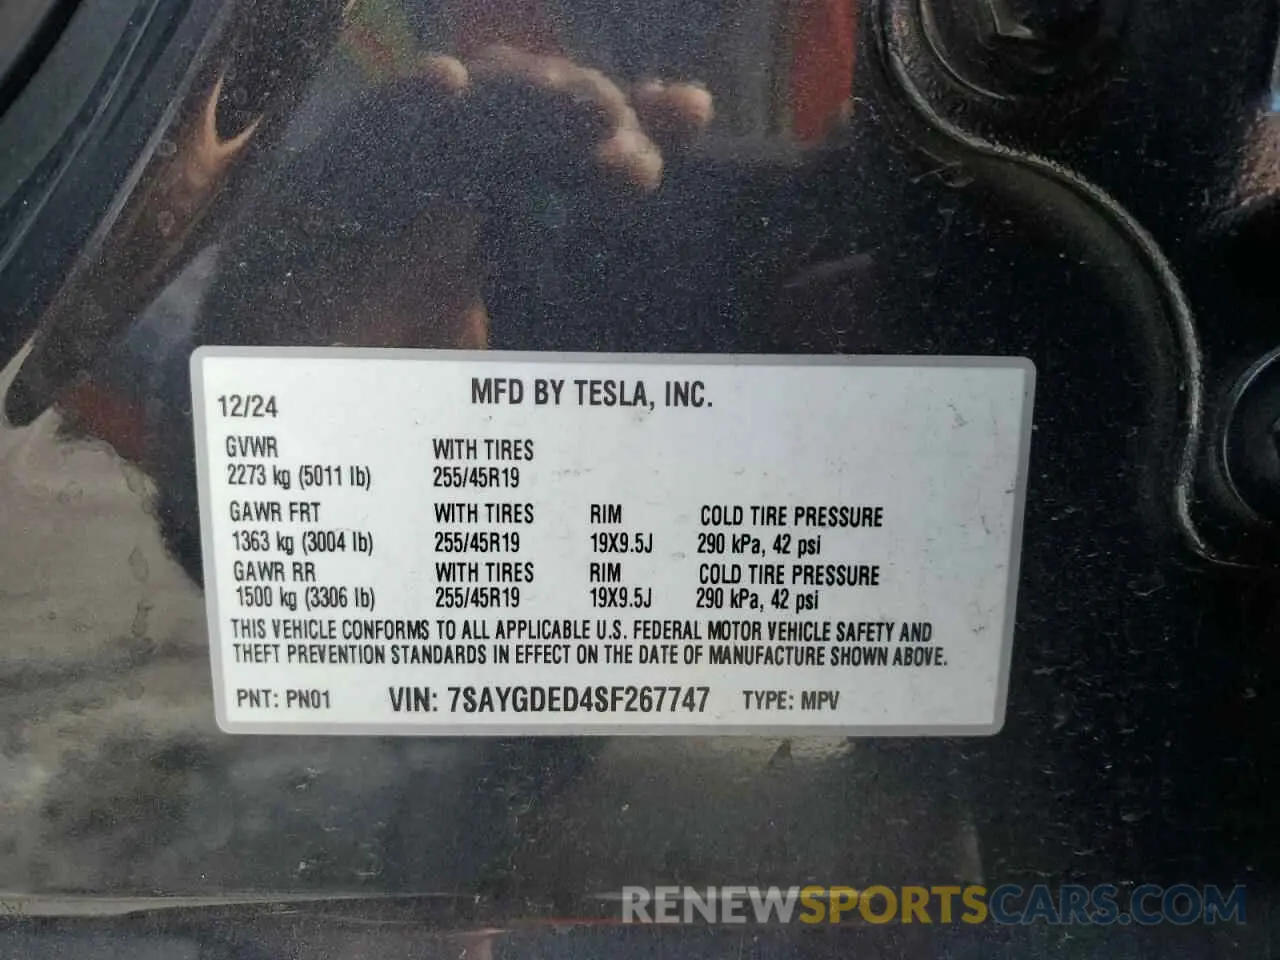 12/24 MFD BY TESLA, INC.
GVWR WITH TIRES
2273 kg (5011 lb) 255/45R19
GAWR FRT WITH TIRES RIM COLD TIRE PRESSURE
1363 kg (3004 lb) 255/45R19 19X9.5J 290 kPa, 42 psi
GAWR RR WITH TIRES RIM COLD TIRE PRESSURE
1500 kg (3306 lb) 255/45R19 19X9.5J 290 kPa, 42 psi
THIS VEHICLE CONFORMS TO ALL APPLICABLE U.S. FEDERAL MOTOR VEHICLE SAFETY AND
THEFT PREVENTION STANDARDS IN EFFECT ON THE DATE OF MANUFACTURE SHOWN ABOVE.
PNT: PN01 VIN: 7SAYGDED4SF267747 TYPE: MPV
RENEWSPORTSCARS.COM